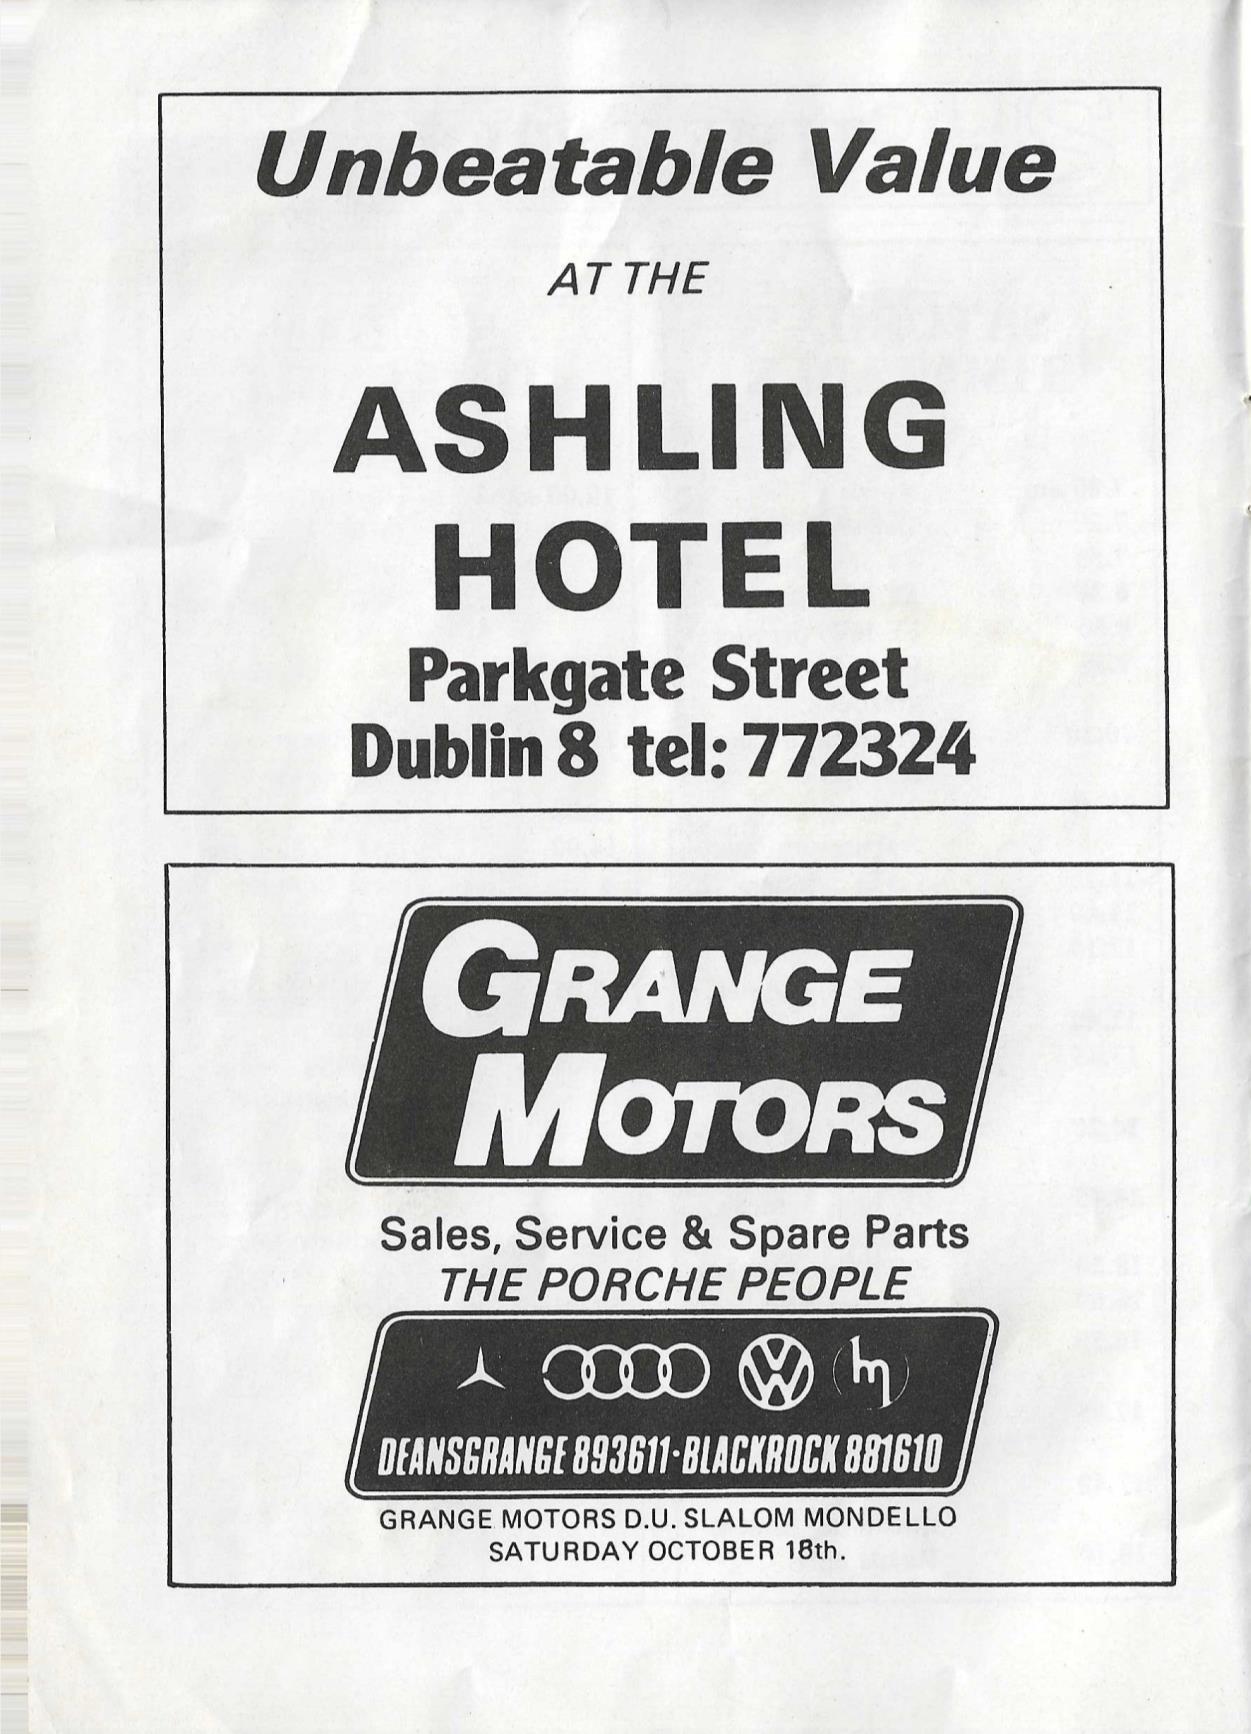 Unbeatable Value
AT THE
ASHLING
HOTEL
Parkgate Street
Dublin 8 tel: 772324
GRANGE
MOTORS
Sales, Service & Spare Parts
THE PORCHE PEOPLE
DEANSGRANGE 893611·BLACKROCK 881610
GRANGE MOTORS D.U. SLALOM MONDELLO
SATURDAY OCTOBER 18th.